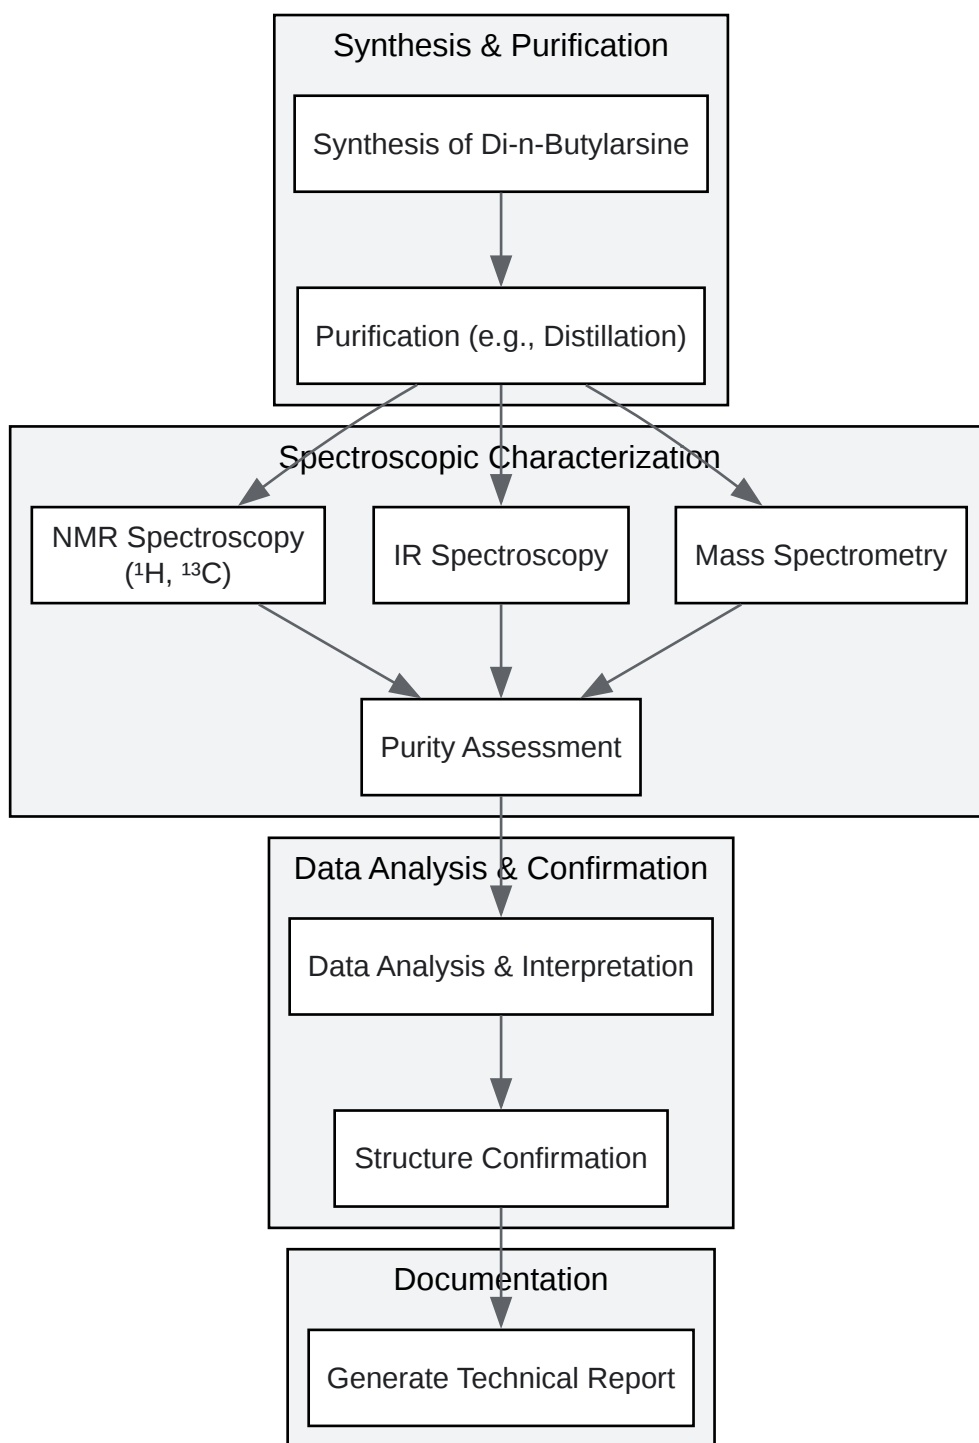 Synthesis & Purification
Synthesis of Di-n-Butylarsine
Purification (e.g., Distillation)
Spectroscopic Characterization
NMR Spectroscopy
(¹H, ¹³C)
IR Spectroscopy
Mass Spectrometry
Purity Assessment
Data Analysis & Confirmation
Data Analysis & Interpretation
Structure Confirmation
Documentation
Generate Technical Report